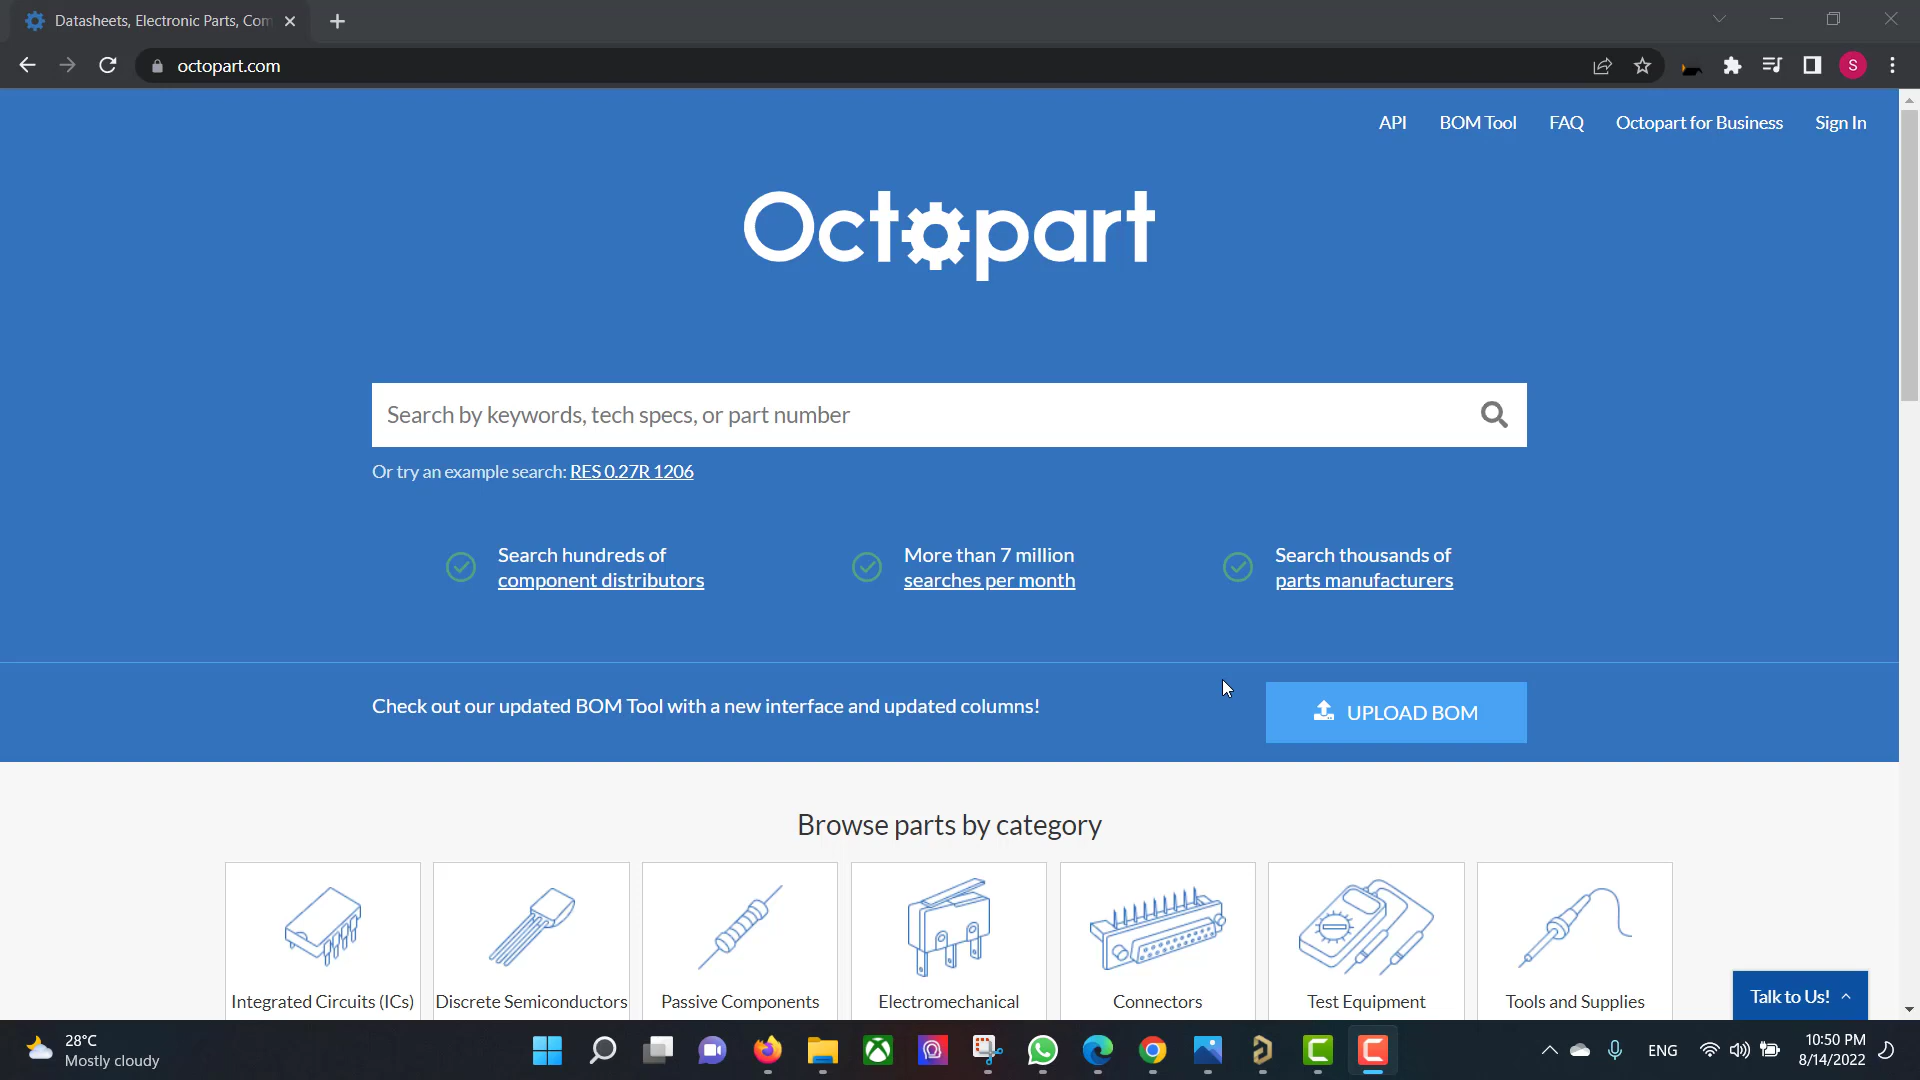 Datasheets, Electronic Parts, Com
octopart.com
S
API BOM Tool FAQ Octopart for Business Sign In
Octopart
Search by keywords, tech specs, or part number
Or try an example search: RES 0.27R 1206
Search hundreds of
component distributors
More than 7 million
searches per month
Search thousands of
parts manufacturers
Check out our updated BOM Tool with a new interface and updated columns!
UPLOAD BOM
Browse parts by category
Integrated Circuits (ICs)
Discrete Semiconductors
Passive Components
Electromechanical
Connectors
Test Equipment
Tools and Supplies
Talk to Us!
28°C
Mostly cloudy
ENG
10:50 PM
8/14/2022